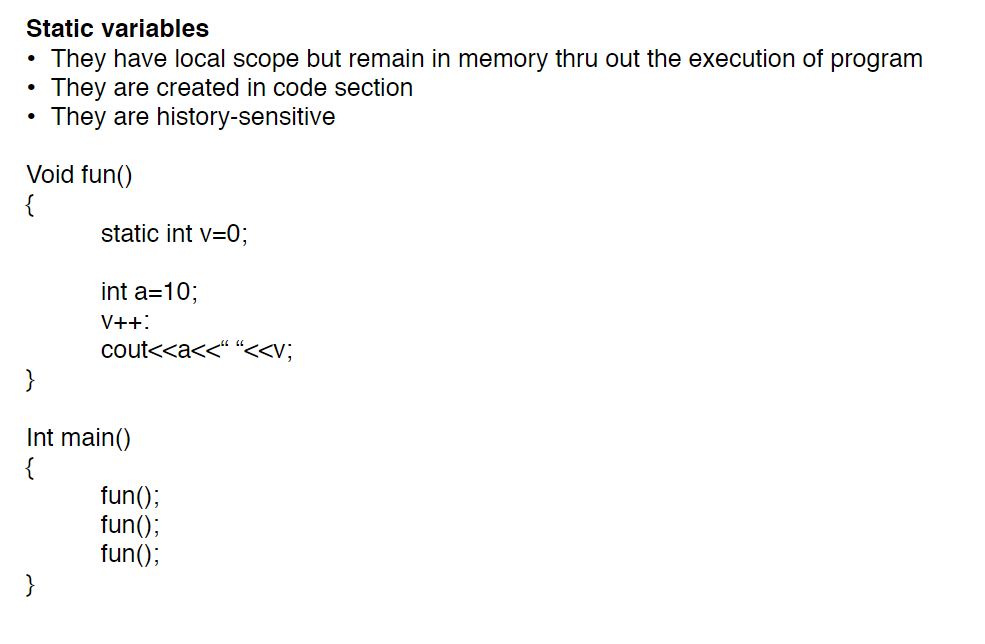 Static variables
• They have local scope but remain in memory thru out the execution of program
• They are created in code section
• They are history-sensitive
Void fun()
{
static int v=0;
int a=10;
v++:
cout<<a<<“ “<<v;
}
Int main()
{
fun();
fun();
fun();
}